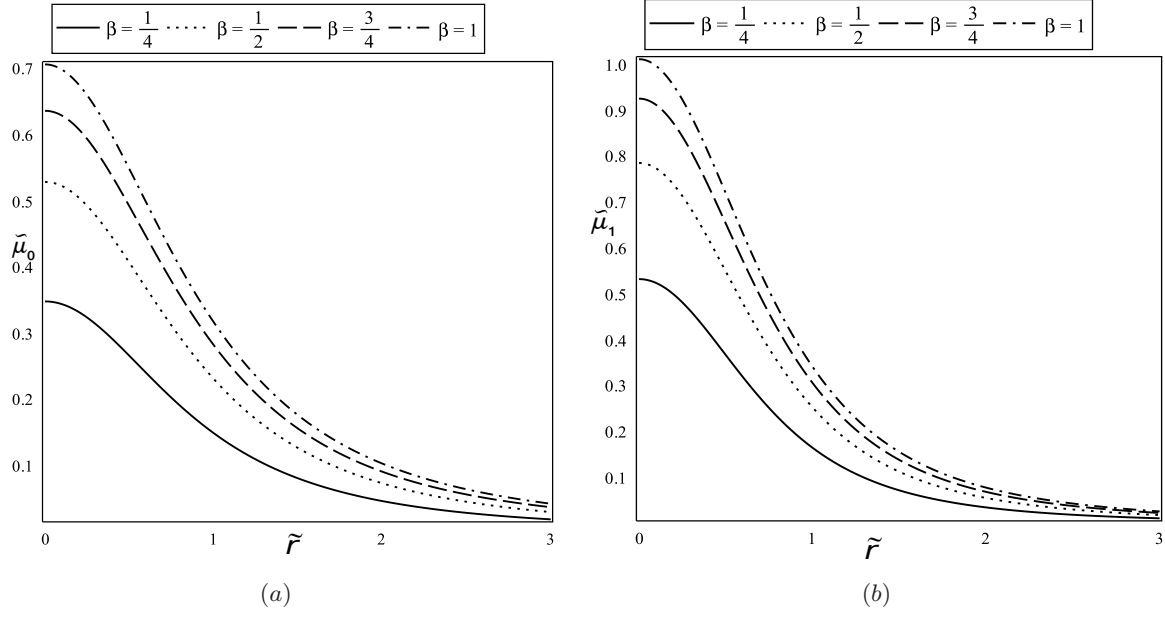 β = 1/4 β = 1/2 β = 3/4 β = 1
0.7
0.6
0.5
μ̃₀
0.4
0.3
0.2
0.1
0 1 2 3
r̃
(a)
β = 1/4 β = 1/2 β = 3/4 β = 1
1.0
0.9
0.8
0.7
μ̃₁
0.6
0.5
0.4
0.3
0.2
0.1
0 1 2 3
r̃
(b)